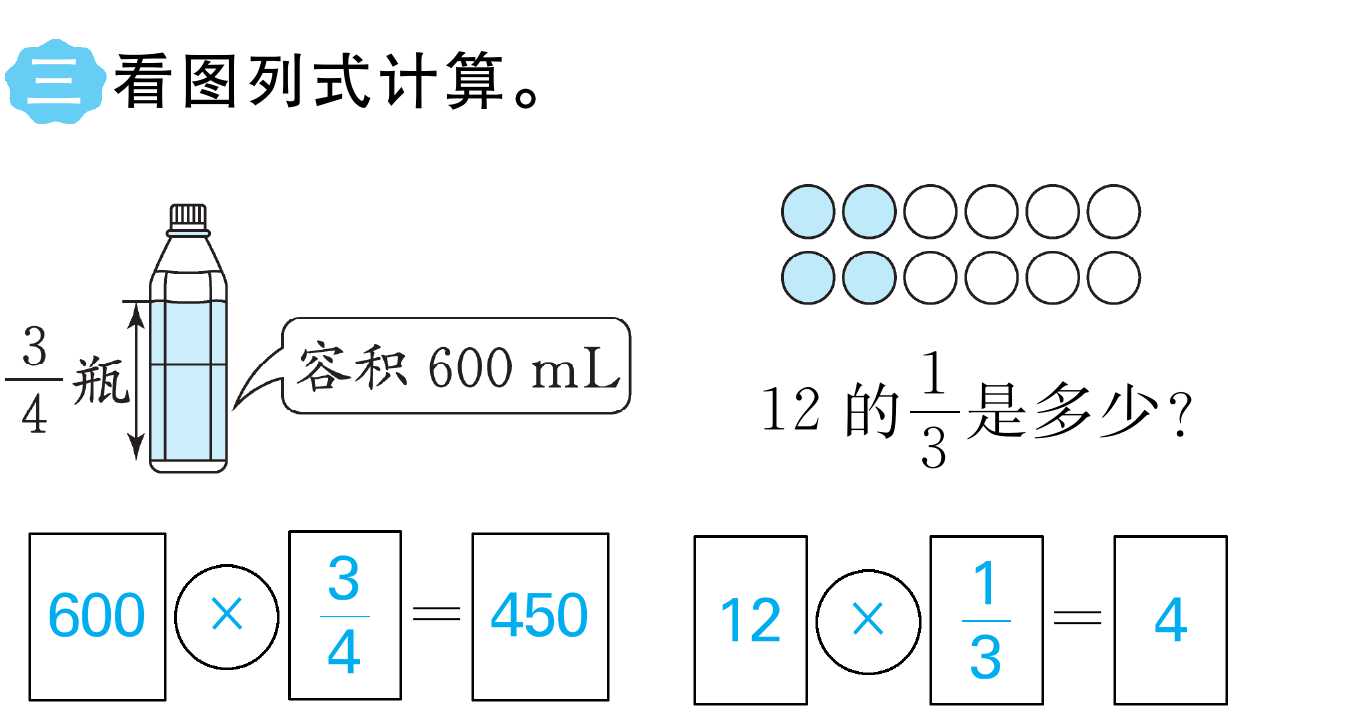 三 看图列式计算。
3/4 瓶
容积 600 mL
600 × 3/4 = 450
12 的 1/3 是多少?
12 × 1/3 = 4